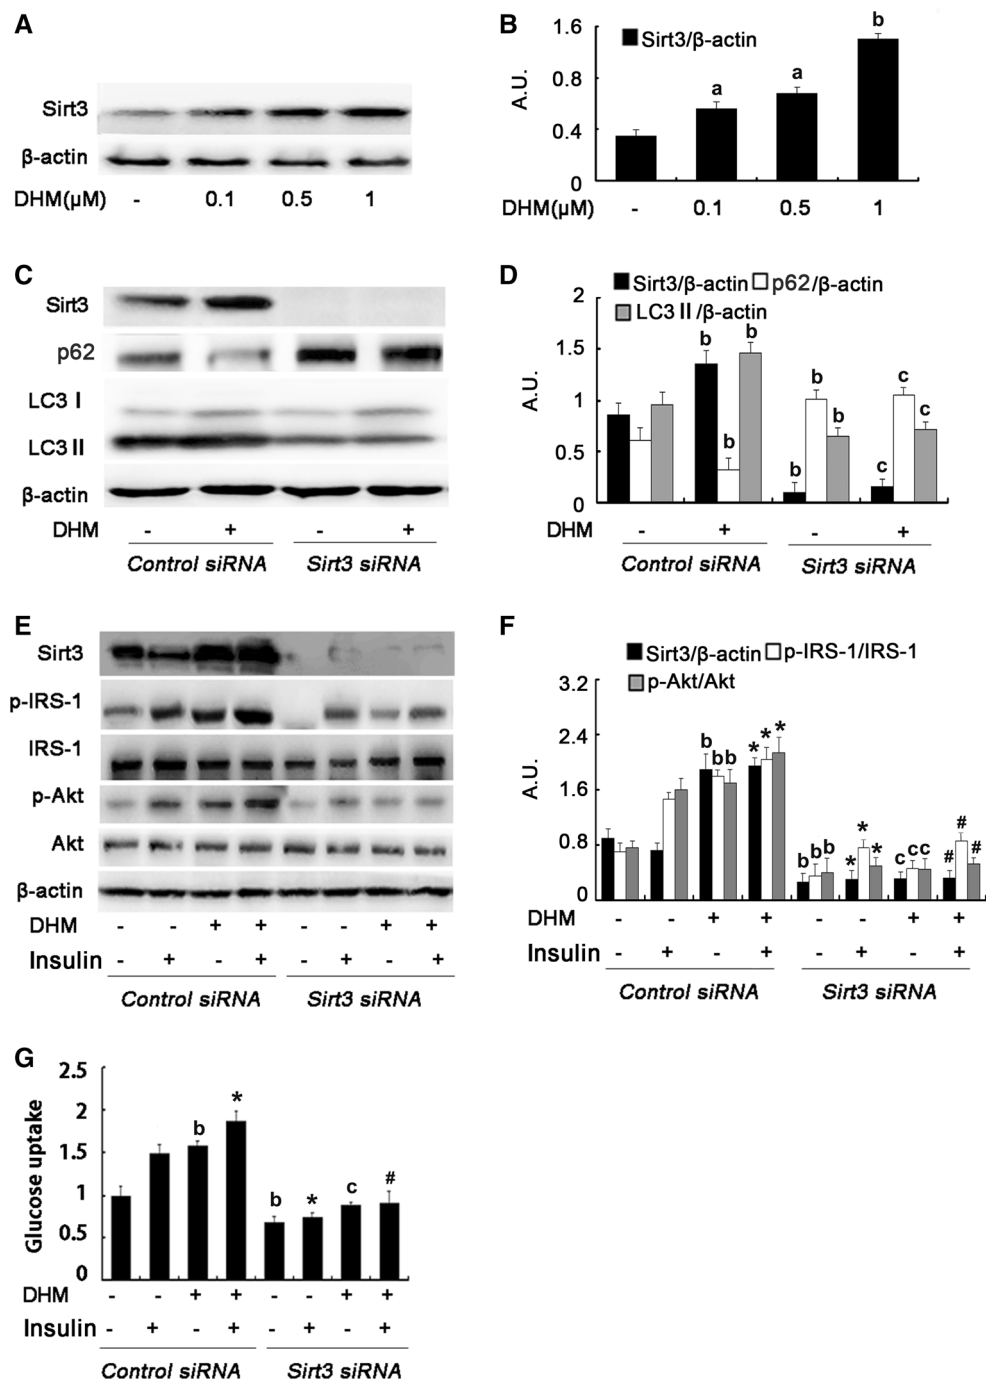 A
Sirt3
β-actin
DHM(μM) - 0.1 0.5 1
B
Sirt3/β-actin
A.U.
1.6
0.8
0.4
0
a a b
DHM(μM) - 0.1 0.5 1
C
Sirt3
p62
LC3 I
LC3 II
β-actin
DHM - + - +
Control siRNA Sirt3 siRNA
D
Sirt3/β-actin p62/β-actin
LC3 II/β-actin
A.U.
2
1.5
1
0.5
0
b b b b b b c c c
DHM - + - +
Control siRNA Sirt3 siRNA
E
Sirt3
p-IRS-1
IRS-1
p-Akt
Akt
β-actin
DHM - - + + - - + +
Insulin - + - + - + - +
Control siRNA Sirt3 siRNA
F
Sirt3/β-actin p-IRS-1/IRS-1
p-Akt/Akt
A.U.
3.2
2.4
1.6
0.8
0
b b b * * * b b b * * * c c c # # #
DHM - - + + - - + +
Insulin - + - + - + - +
Control siRNA Sirt3 siRNA
G
Glucose uptake
2.5
2
1.5
1
0.5
0
b * b * c #
DHM - - + + - - + +
Insulin - + - + - + - +
Control siRNA Sirt3 siRNA